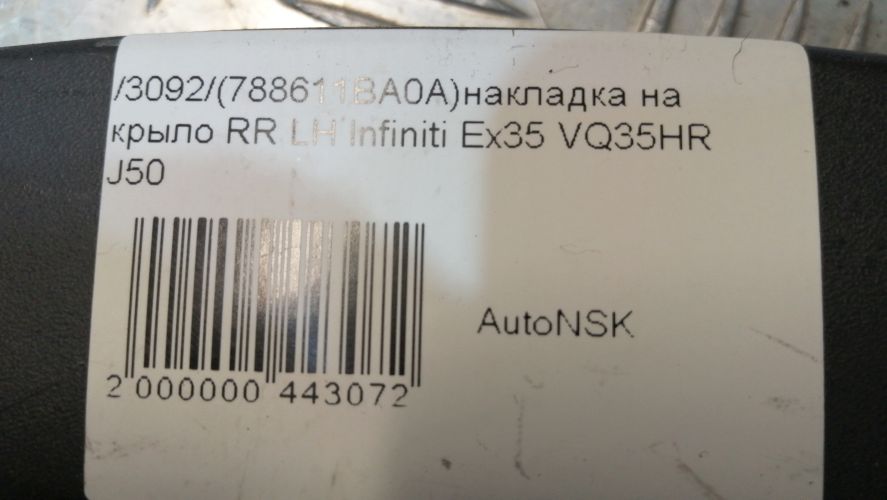 /3092/(788611BA0A)накладка на
крыло RR LH Infiniti Ex35 VQ35HR
J50
AutoNSK
2 000000 443072